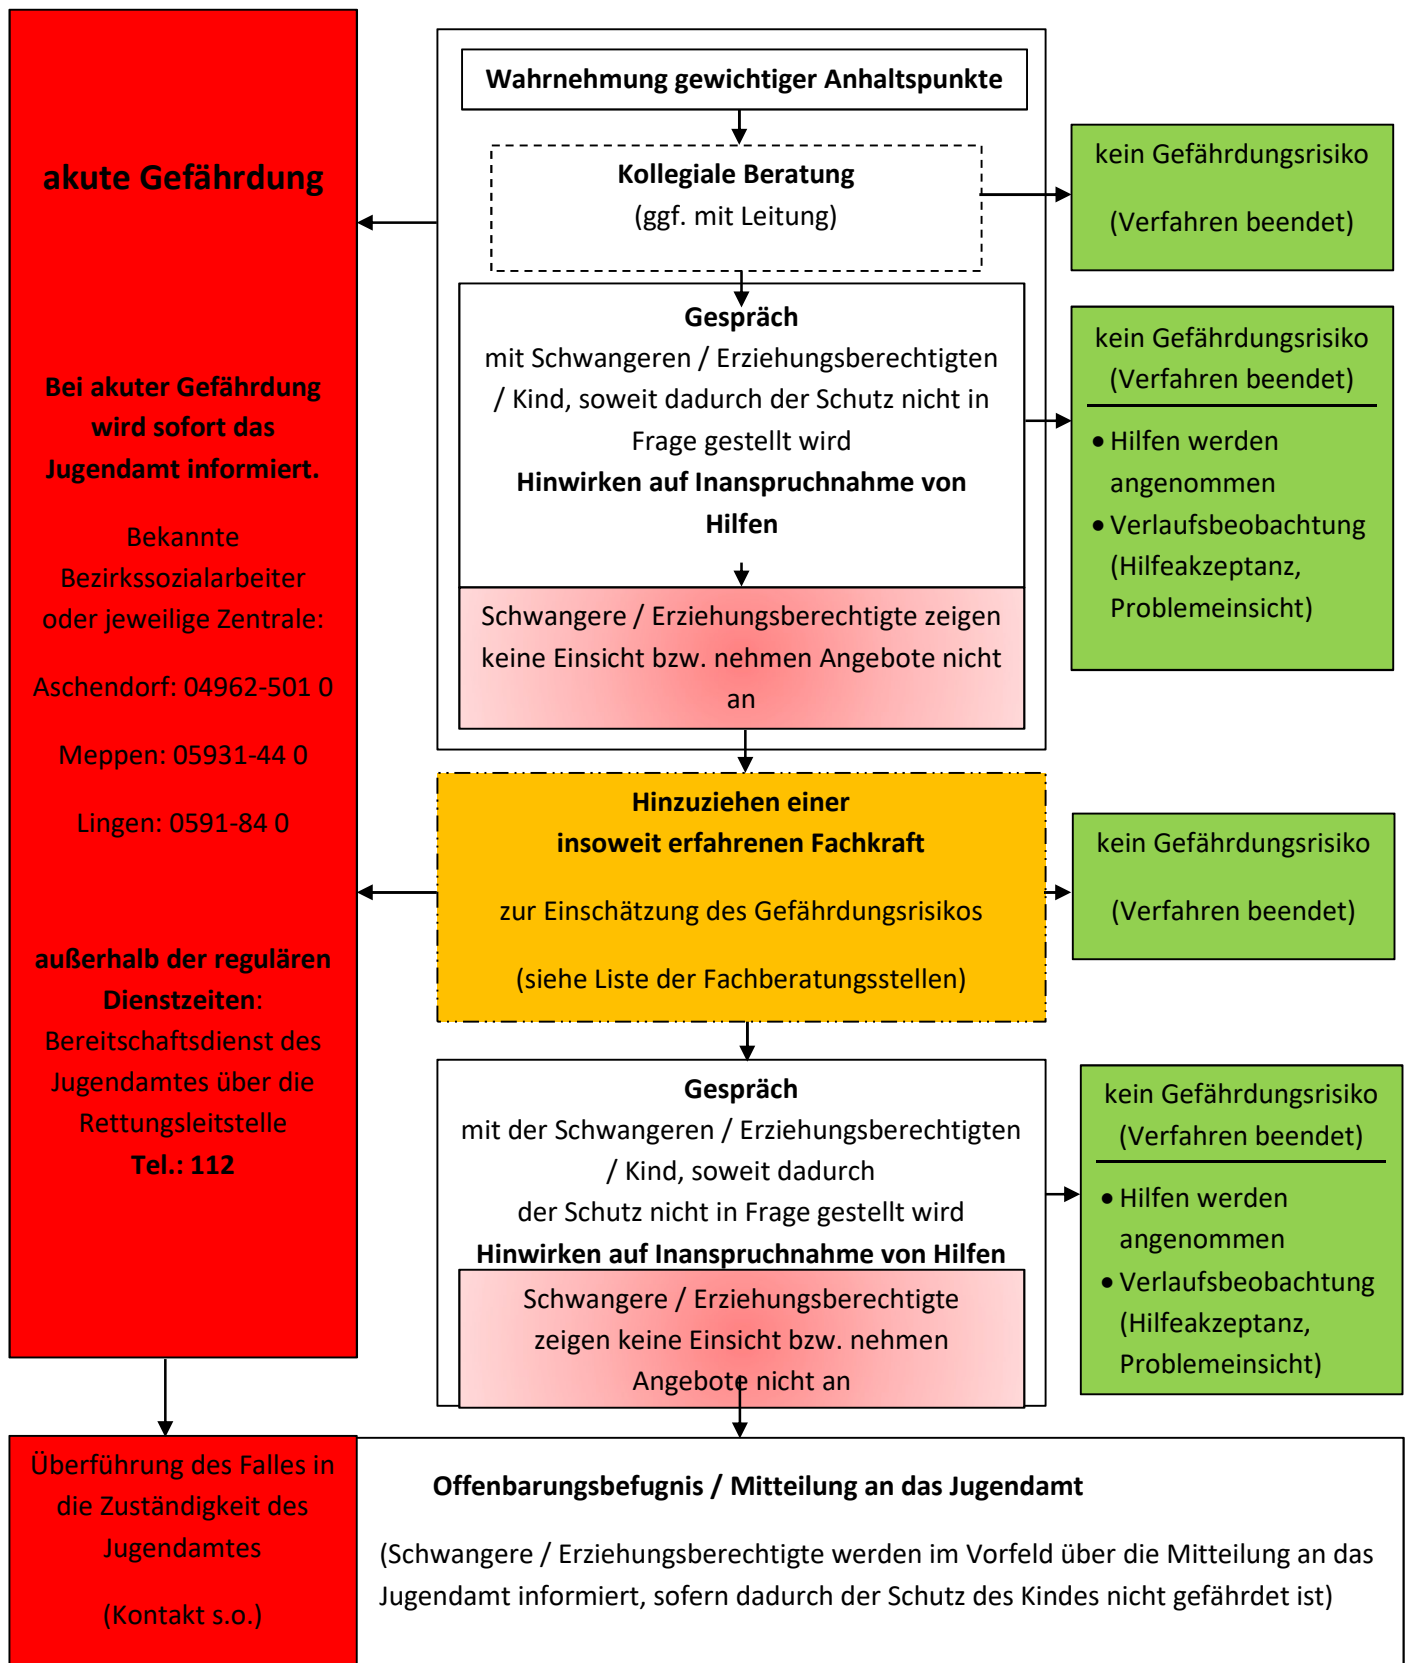 akute Gefährdung
Bei akuter Gefährdung
wird sofort das
Jugendamt informiert.
Bekannte
Bezirkssozialarbeiter
oder jeweilige Zentrale:
Aschendorf: 04962-501 0
Meppen: 05931-44 0
Lingen: 0591-84 0
außerhalb der regulären
Dienstzeiten:
Bereitschaftsdienst des
Jugendamtes über die
Rettungsleitstelle
Tel.: 112
Überführung des Falles in
die Zuständigkeit des
Jugendamtes
(Kontakt s.o.)
Wahrnehmung gewichtiger Anhaltspunkte
Kollegiale Beratung
(ggf. mit Leitung)
kein Gefährdungsrisiko
(Verfahren beendet)
Gespräch
mit Schwangeren / Erziehungsberechtigten
/ Kind, soweit dadurch der Schutz nicht in
Frage gestellt wird
Hinwirken auf Inanspruchnahme von
Hilfen
Schwangere / Erziehungsberechtigte zeigen
keine Einsicht bzw. nehmen Angebote nicht
an
kein Gefährdungsrisiko
(Verfahren beendet)
• Hilfen werden
angenommen
• Verlaufsbeobachtung
(Hilfeakzeptanz,
Problemeinsicht)
Hinzuziehen einer
insoweit erfahrenen Fachkraft
zur Einschätzung des Gefährdungsrisikos
(siehe Liste der Fachberatungsstellen)
kein Gefährdungsrisiko
(Verfahren beendet)
Gespräch
mit der Schwangeren / Erziehungsberechtigten
/ Kind, soweit dadurch
der Schutz nicht in Frage gestellt wird
Hinwirken auf Inanspruchnahme von Hilfen
Schwangere / Erziehungsberechtigte
zeigen keine Einsicht bzw. nehmen
Angebote nicht an
kein Gefährdungsrisiko
(Verfahren beendet)
• Hilfen werden
angenommen
• Verlaufsbeobachtung
(Hilfeakzeptanz,
Problemeinsicht)
Offenbarungsbefugnis / Mitteilung an das Jugendamt
(Schwangere / Erziehungsberechtigte werden im Vorfeld über die Mitteilung an das
Jugendamt informiert, sofern dadurch der Schutz des Kindes nicht gefährdet ist)